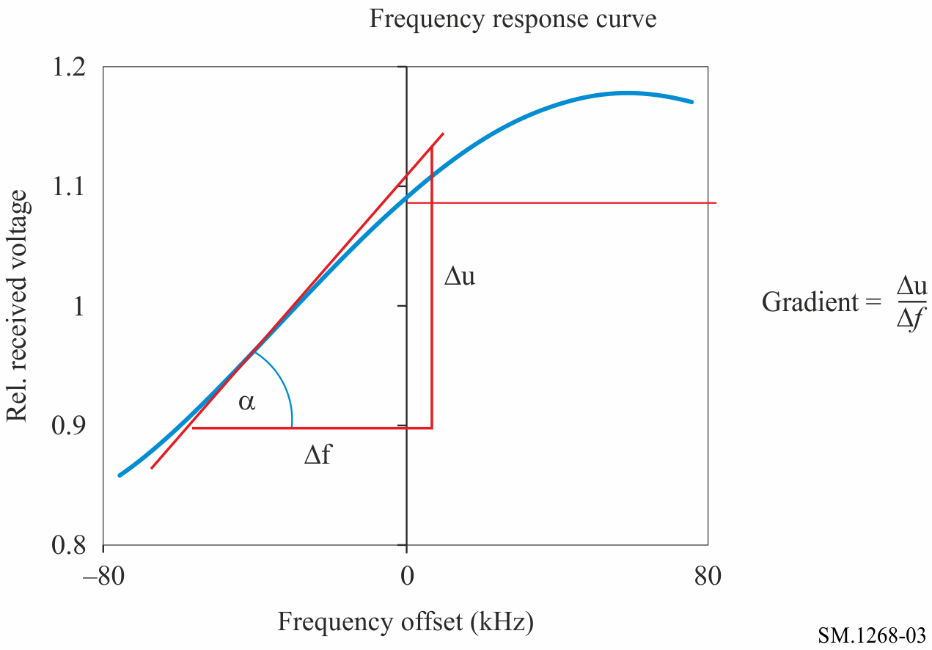 Frequency response curve
1.2
1.1
1
0.9
0.8
Rel. received voltage
Δu
α
Δf
–80
0
80
Frequency offset (kHz)
Gradient = Δu/Δf
SM.1268-03